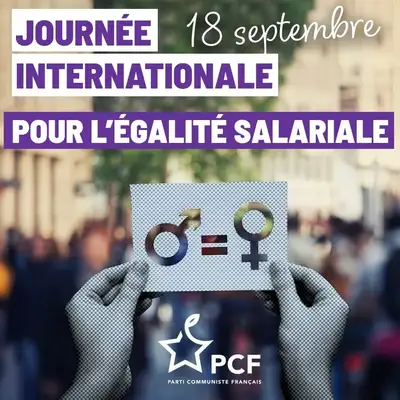 JOURNÉE
18 septembre
INTERNATIONALE
POUR L'ÉGALITÉ SALARIALE
PCF
PARTI COMMUNISTE FRANÇAIS